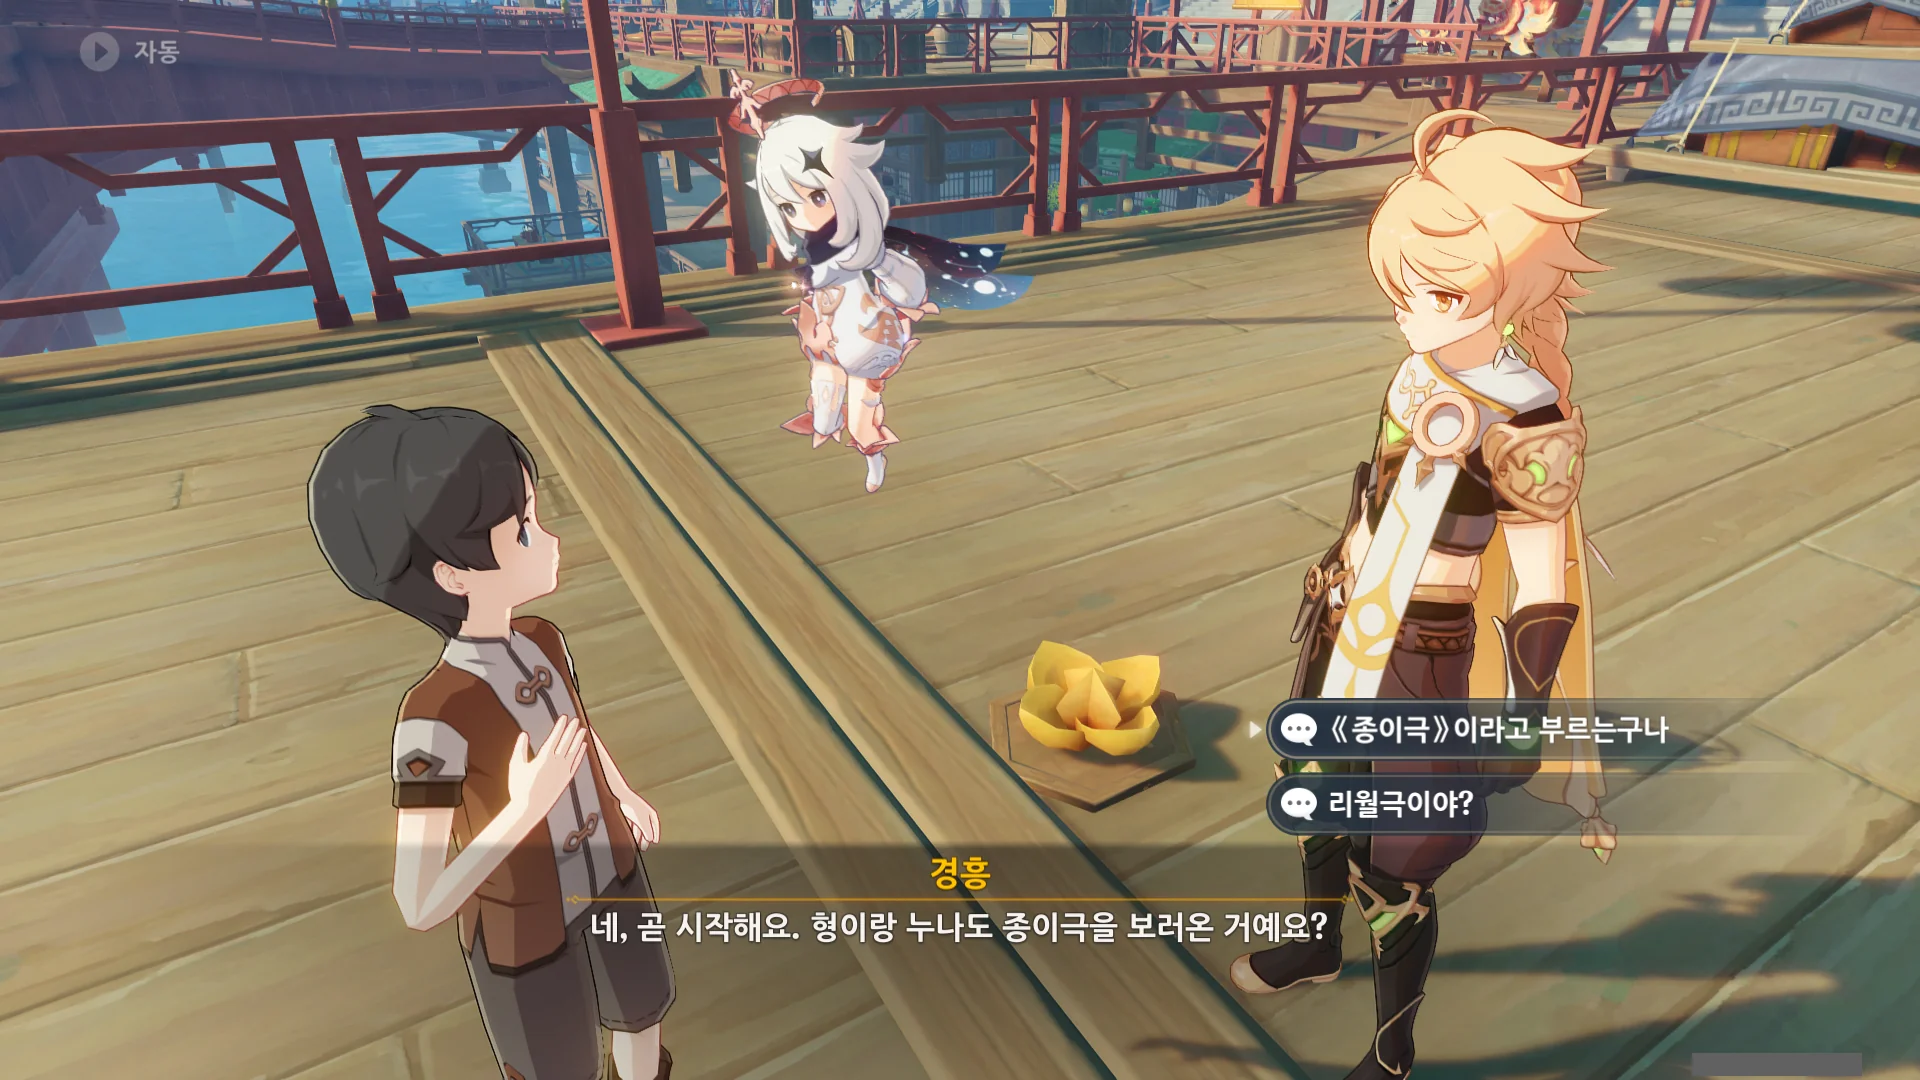 자동
《종이극》이라고 부르는구나
리월극이야?
경흥
네, 곧 시작해요. 형이랑 누나도 종이극을 보러온 거예요?